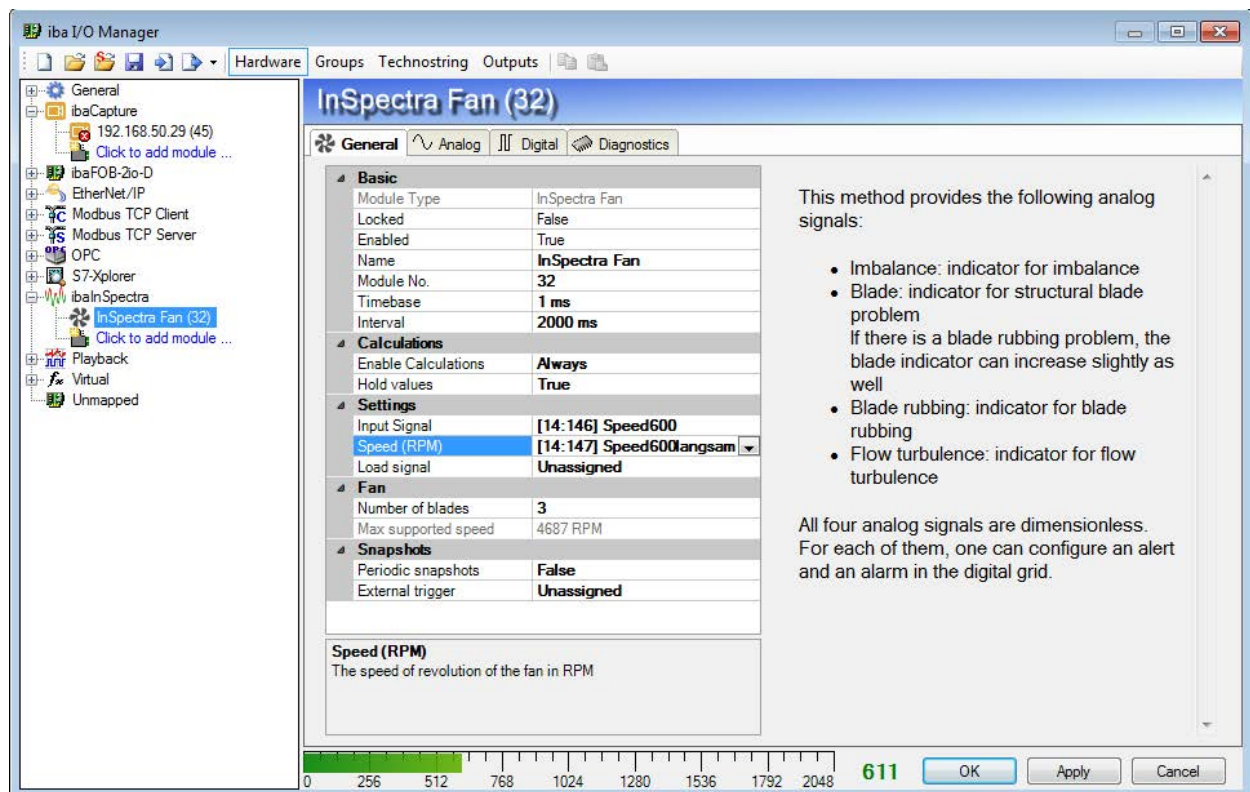 iba I/O Manager
Hardware Groups Technostring Outputs
General
ibaCapture
192.168.50.29 (45)
Click to add module ...
ibaFOB-2io-D
EtherNet/IP
Modbus TCP Client
Modbus TCP Server
OPC
S7-Xplorer
ibaInSpectra
InSpectra Fan (32)
Click to add module ...
Playback
Virtual
Unmapped
InSpectra Fan (32)
General Analog Digital Diagnostics
Basic
Module Type InSpectra Fan
Locked False
Enabled True
Name InSpectra Fan
Module No. 32
Timebase 1 ms
Interval 2000 ms
Calculations
Enable Calculations Always
Hold values True
Settings
Input Signal [14:146] Speed600
Speed (RPM) [14:147] Speed600langsam
Load signal Unassigned
Fan
Number of blades 3
Max supported speed 4687 RPM
Snapshots
Periodic snapshots False
External trigger Unassigned
Speed (RPM)
The speed of revolution of the fan in RPM
This method provides the following analog
signals:
• Imbalance: indicator for imbalance
• Blade: indicator for structural blade
problem
If there is a blade rubbing problem, the
blade indicator can increase slightly as
well
• Blade rubbing: indicator for blade
rubbing
• Flow turbulence: indicator for flow
turbulence
All four analog signals are dimensionless.
For each of them, one can configure an alert
and an alarm in the digital grid.
0 256 512 768 1024 1280 1536 1792 2048
611 OK Apply Cancel